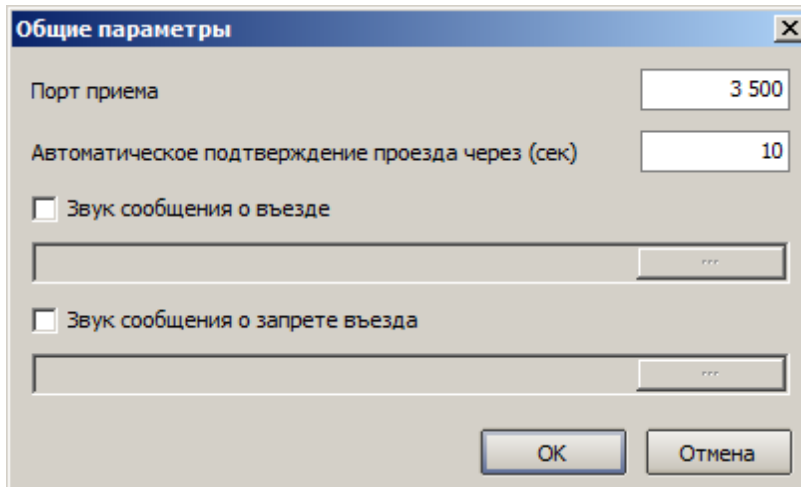 Общие параметры
Порт приема 3 500
Автоматическое подтверждение проезда через (сек) 10
Звук сообщения о въезде
...
Звук сообщения о запрете въезда
...
OK Отмена